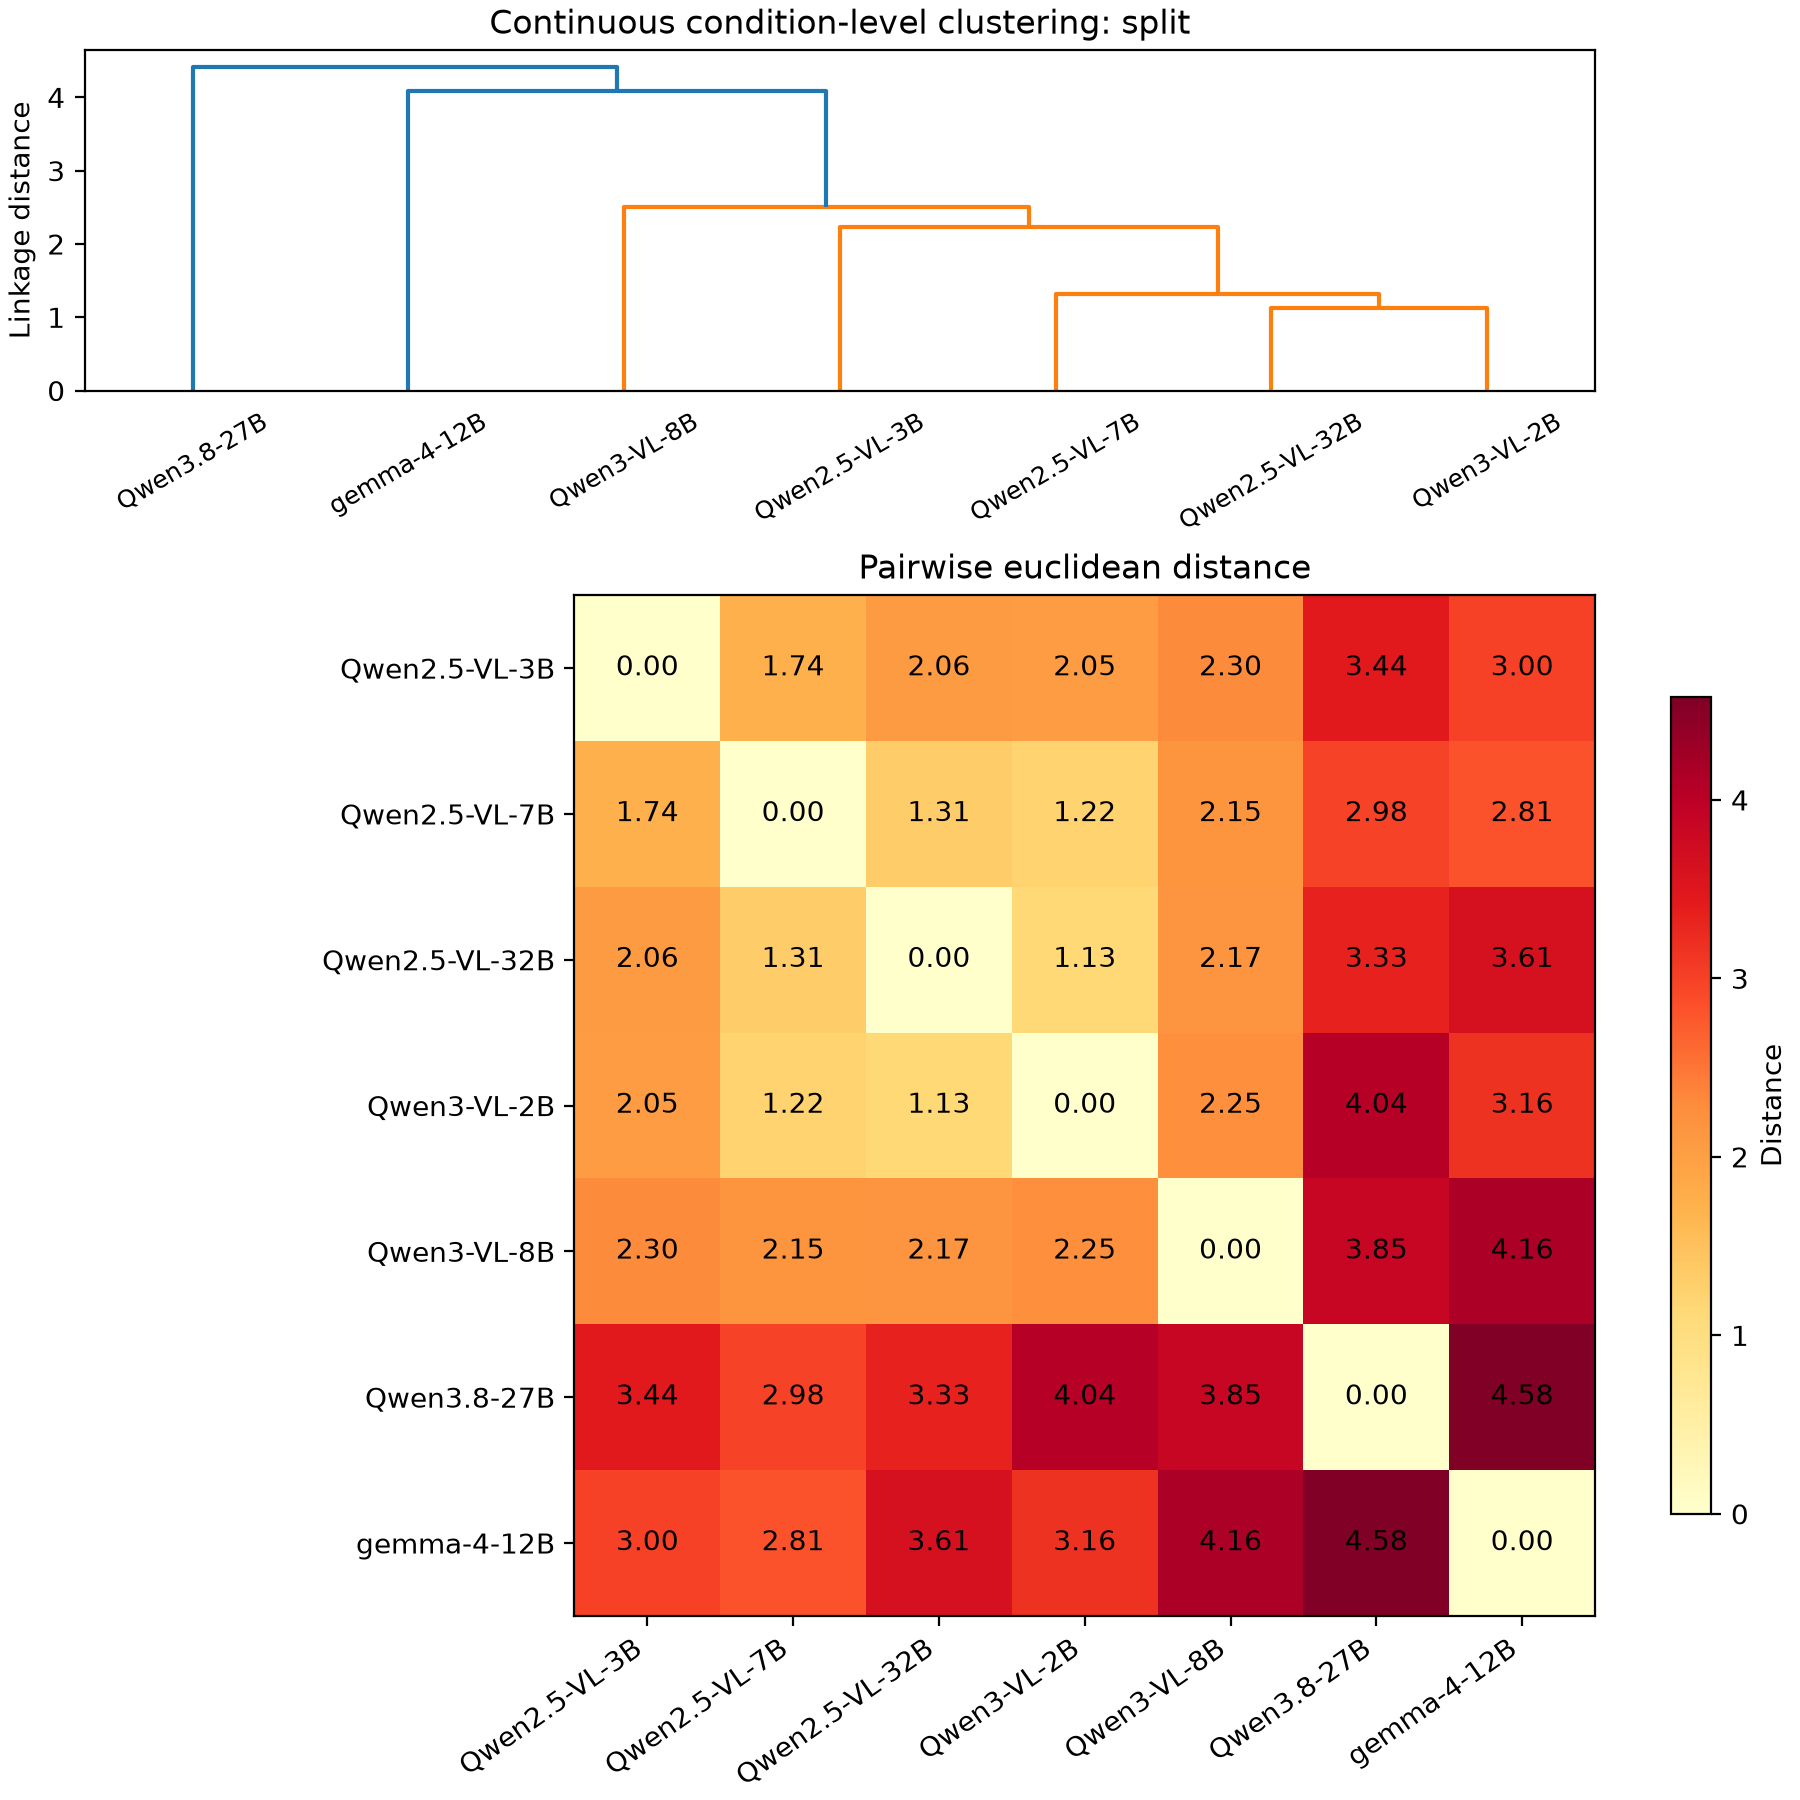 Continuous condition-level clustering: split
Linkage distance
4
3
2
1
0
Qwen3.8-27B
gemma-4-12B
Qwen3-VL-8B
Qwen2.5-VL-3B
Qwen2.5-VL-7B
Qwen2.5-VL-32B
Qwen3-VL-2B
Pairwise euclidean distance
Qwen2.5-VL-3B 0.00 1.74 2.06 2.05 2.30 3.44 3.00
Qwen2.5-VL-7B 1.74 0.00 1.31 1.22 2.15 2.98 2.81
Qwen2.5-VL-32B 2.06 1.31 0.00 1.13 2.17 3.33 3.61
Qwen3-VL-2B 2.05 1.22 1.13 0.00 2.25 4.04 3.16
Qwen3-VL-8B 2.30 2.15 2.17 2.25 0.00 3.85 4.16
Qwen3.8-27B 3.44 2.98 3.33 4.04 3.85 0.00 4.58
gemma-4-12B 3.00 2.81 3.61 3.16 4.16 4.58 0.00
Qwen2.5-VL-3B
Qwen2.5-VL-7B
Qwen2.5-VL-32B
Qwen3-VL-2B
Qwen3-VL-8B
Qwen3.8-27B
gemma-4-12B
4
3
2
1
0
Distance